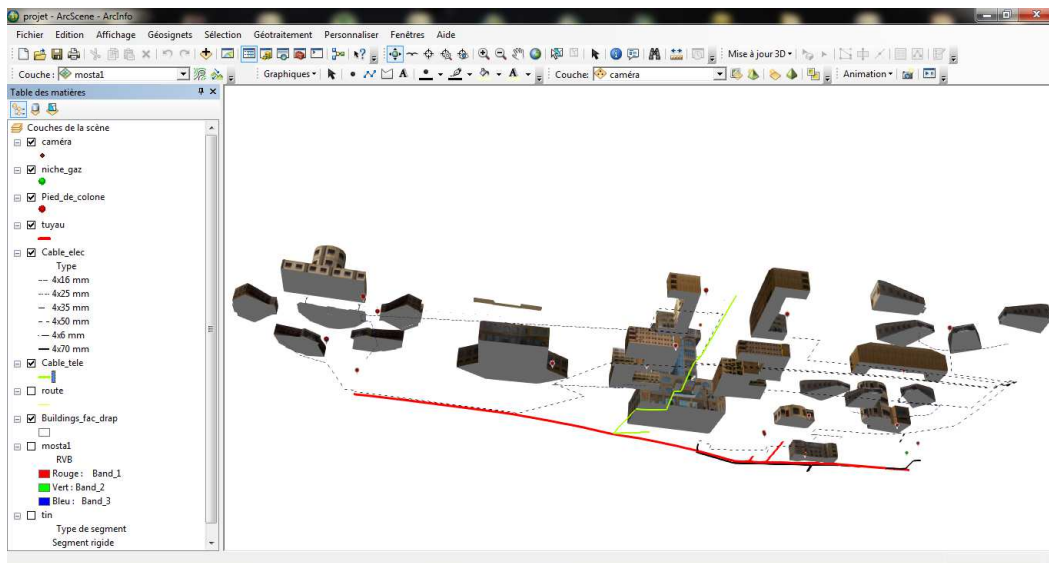 projet - ArcScene - ArcInfo
Fichier Edition Affichage Géosignets Sélection Géotraitement Personnaliser Fenêtres Aide
Mise à jour 3D
Couche : mosta1 Graphiques A A Couche: caméra Animation
Table des matières
Couches de la scène
caméra
niche_gaz
Pied_de_colone
tuyau
Cable_elec
Type
4x16 mm
4x25 mm
4x35 mm
4x50 mm
4x6 mm
4x70 mm
Cable_tele
route
Buildings_fac_drap
mosta1
RVB
Rouge : Band_1
Vert : Band_2
Bleu : Band_3
tin
Type de segment
Segment rigide